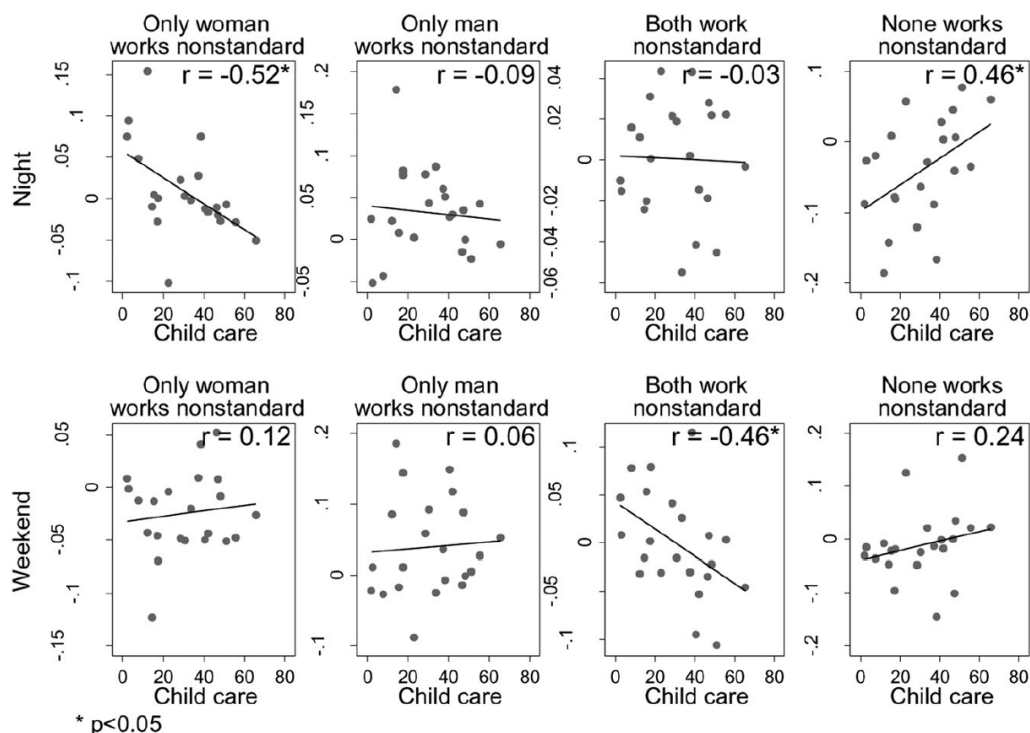 Only woman
works nonstandard
Only man
works nonstandard
Both work
nonstandard
None works
nonstandard
Night
r = -0.52*
.15
.1
.05
0
-.05
-.1
0 20 40 60 80
Child care
r = -0.09
.2
.1
0
-.05
0 20 40 60 80
Child care
r = -0.03
.04
.02
0
-.02
-.04
-.06
0 20 40 60 80
Child care
r = 0.46*
.1
0
-.1
-.2
0 20 40 60 80
Child care
Only woman
works nonstandard
Only man
works nonstandard
Both work
nonstandard
None works
nonstandard
Weekend
r = 0.12
.05
0
-.05
-.1
-.15
0 20 40 60 80
Child care
r = 0.06
.2
.1
0
-.1
0 20 40 60 80
Child care
r = -0.46*
.1
.05
0
-.05
-.1
0 20 40 60 80
Child care
r = 0.24
.2
.1
0
-.1
-.2
0 20 40 60 80
Child care
* p<0.05